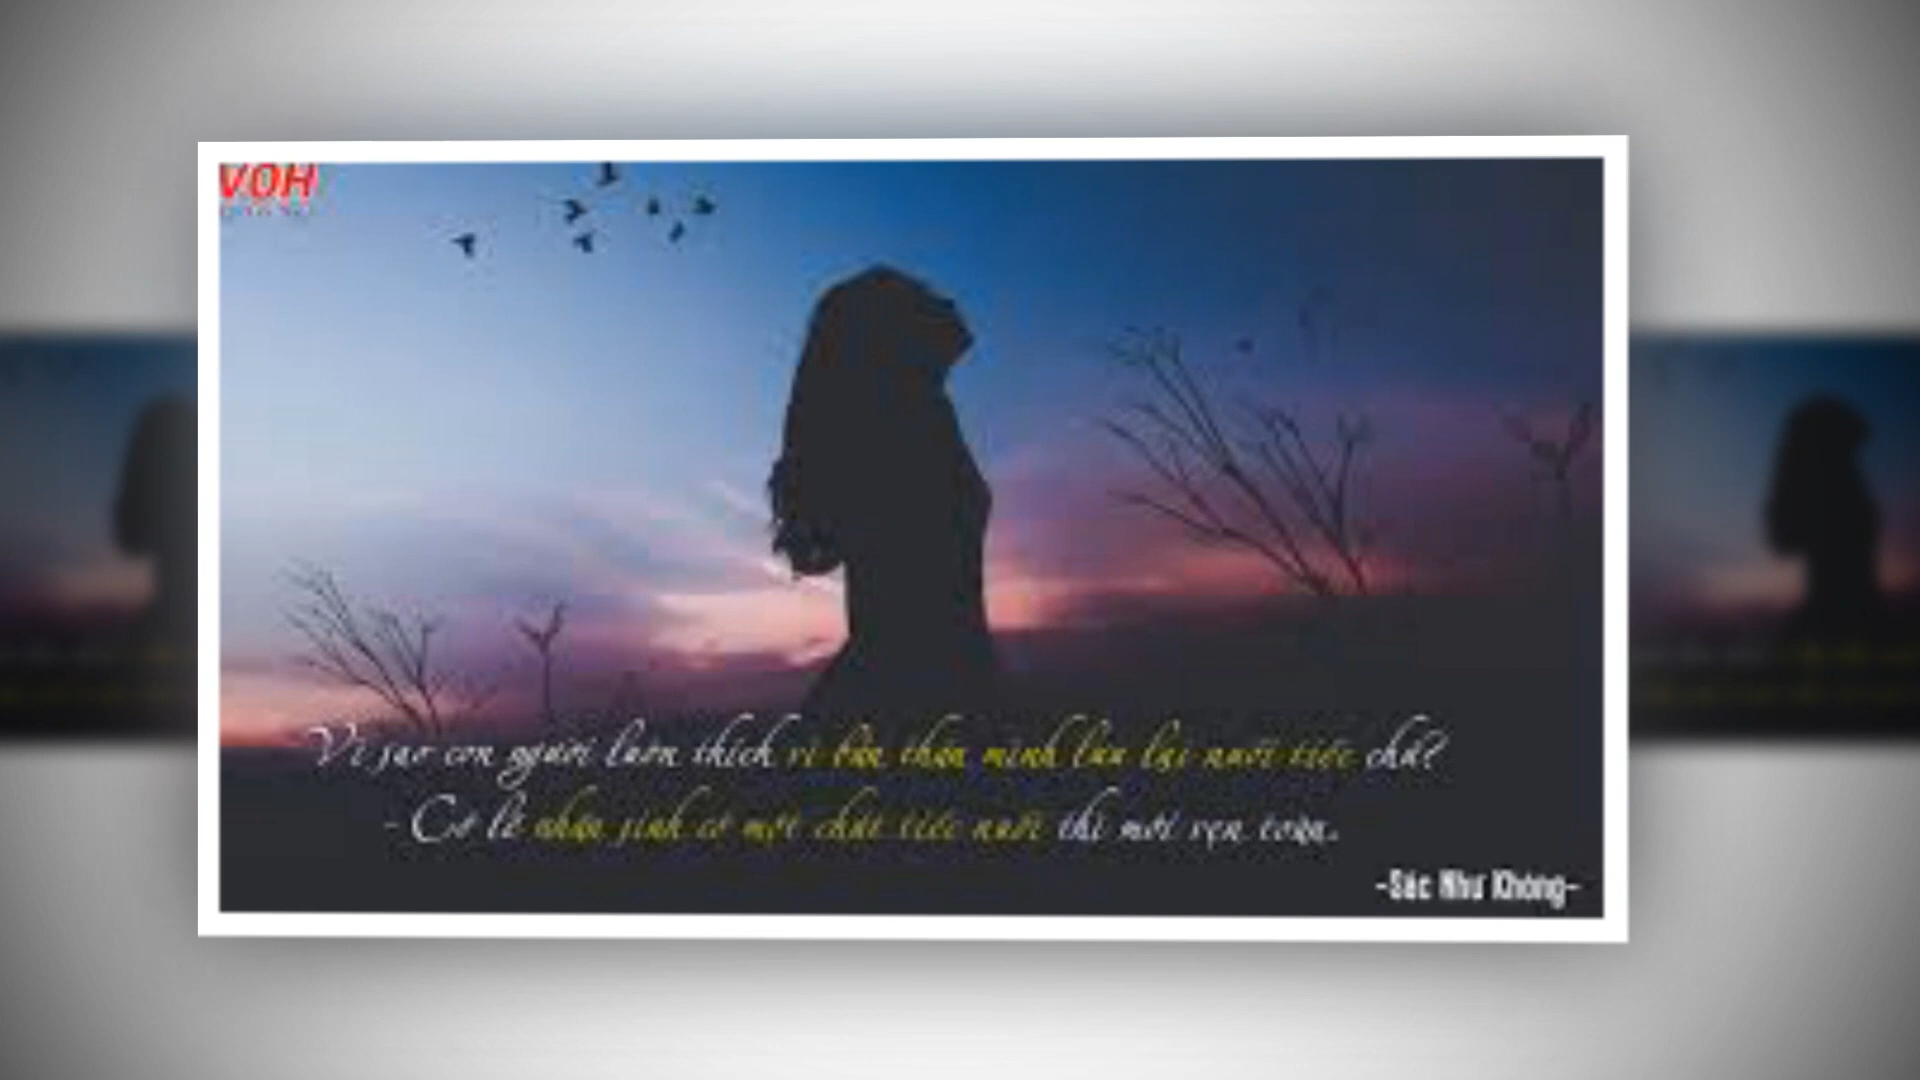 VOH
Vì sao con người luôn thích vì bản thân mình lưu lại nuối tiếc chứ?
- Có lẽ nhân sinh có một chút tiếc nuối thì mới vẹn toàn.
-Sắc Như Không-